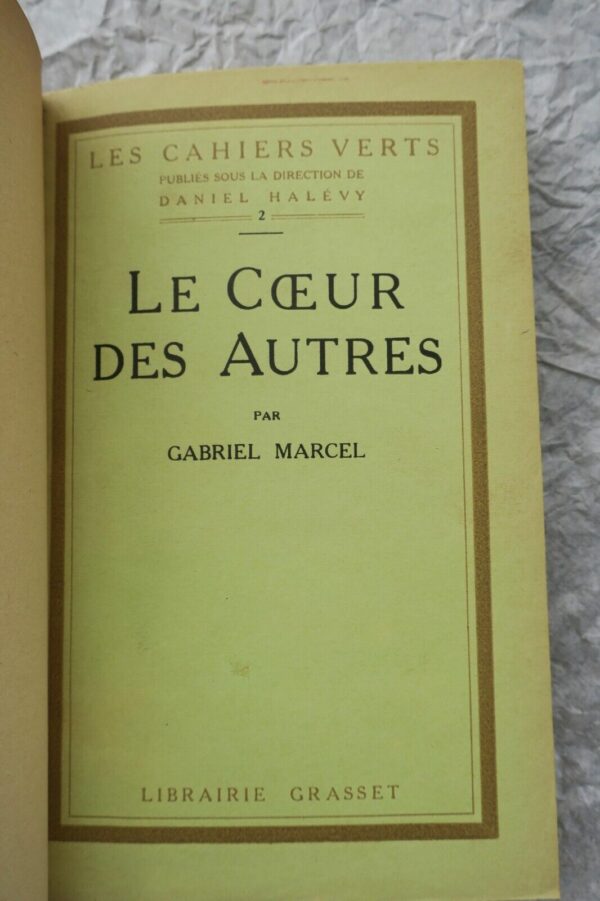 LES CAHIERS VERTS
PUBLIÉS SOUS LA DIRECTION DE
DANIEL HALÉVY
2
LE CŒUR
DES AUTRES
PAR
GABRIEL MARCEL
LIBRAIRIE GRASSET